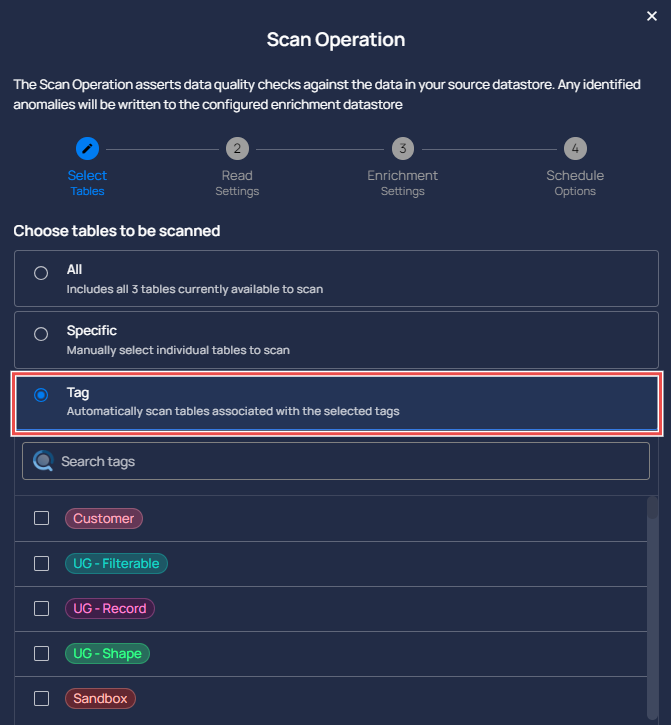 Scan Operation
The Scan Operation asserts data quality checks against the data in your source datastore. Any identified
anomalies will be written to the configured enrichment datastore
2 3 4
Select Read Enrichment Schedule
Tables Settings Settings Options
Choose tables to be scanned
All
Includes all 3 tables currently available to scan
Specific
Manually select individual tables to scan
Tag
Automatically scan tables associated with the selected tags
Search tags
Customer
UG - Filterable
UG - Record
UG - Shape
Sandbox